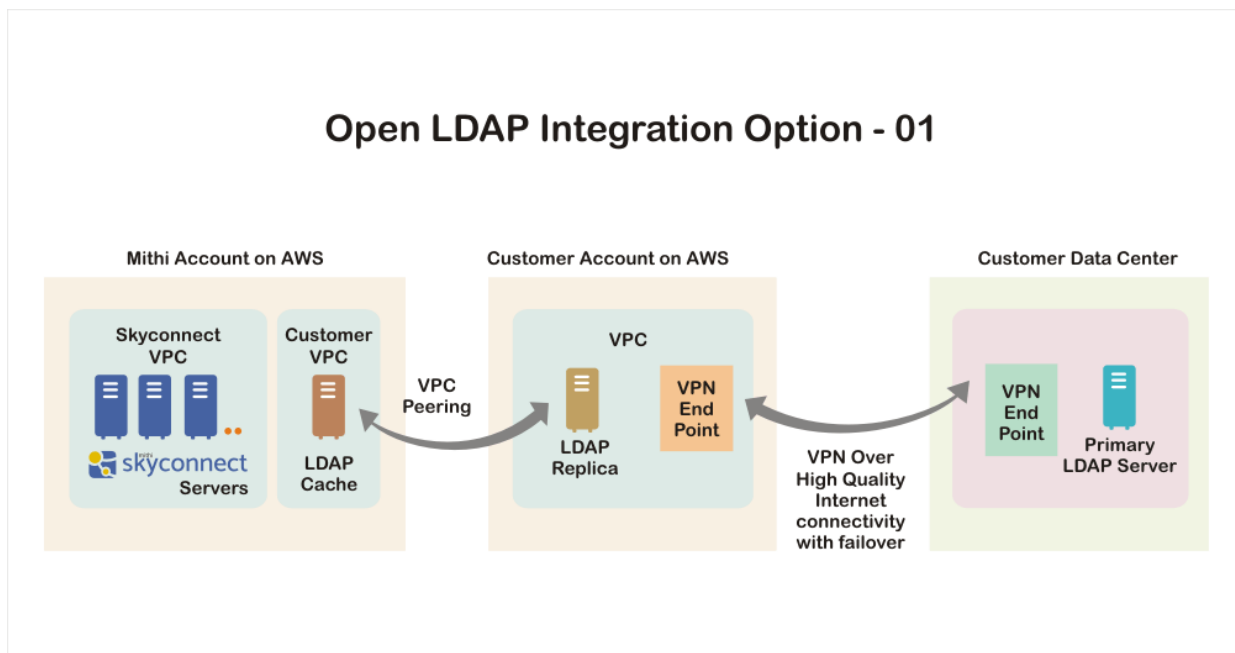 Open LDAP Integration Option - 01
Mithi Account on AWS
Skyconnect
VPC
skyconnect
Servers
Customer
VPC
LDAP
Cache
VPC
Peering
Customer Account on AWS
VPC
LDAP
Replica
VPN
End
Point
VPN Over
High Quality
Internet
connectivity
with failover
Customer Data Center
VPN
End
Point
Primary
LDAP Server